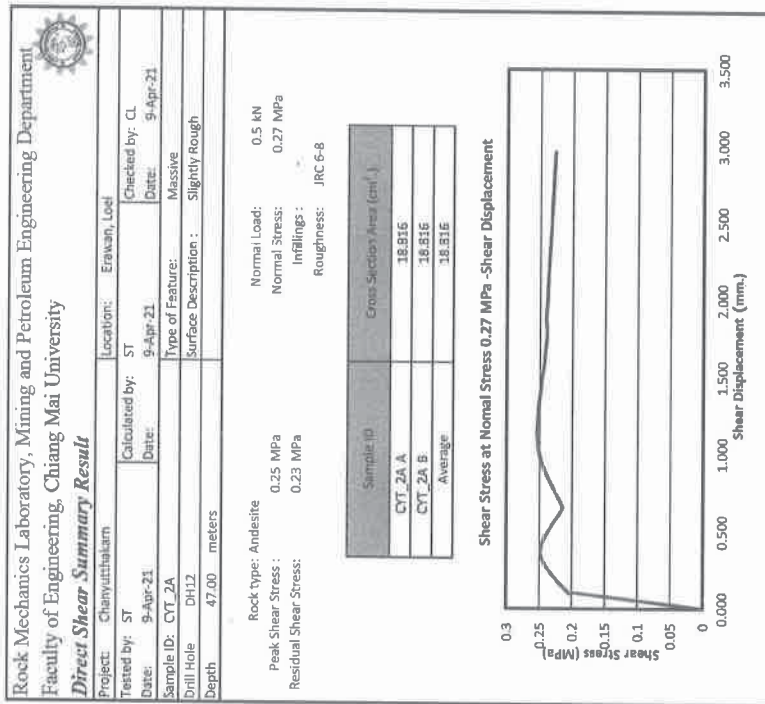 Rock Mechanics Laboratory, Mining and Petroleum Engineering Department
Faculty of Engineering, Chiang Mai University
Direct Shear Summary Result
Project: Chanyutthakarn Location: Erawan, Loei
Tested by: ST Calculated by: ST Checked by: CL
Date: 9-Apr-21 Date: 9-Apr-21 Date: 9-Apr-21
Sample ID: CYT_2A Type of Feature: Massive
Drill Hole DH12 Surface Description : Slightly Rough
Depth 47.00 meters
Rock type: Andesite Normal Load: 0.5 kN
Peak Shear Stress : 0.25 MPa Normal Stress: 0.27 MPa
Residual Shear Stress: 0.23 MPa Infillings :
Roughness: JRC 6-8
Sample ID Cross Section Area (cm².)
CYT_2A A 18.816
CYT_2A B 18.816
Average 18.816
Shear Stress at Nomal Stress 0.27 MPa -Shear Displacement
Shear Stress (MPa)
0.3
0.25
0.2
0.15
0.1
0.05
0
0.000 0.500 1.000 1.500 2.000 2.500 3.000 3.500
Shear Displacement (mm.)